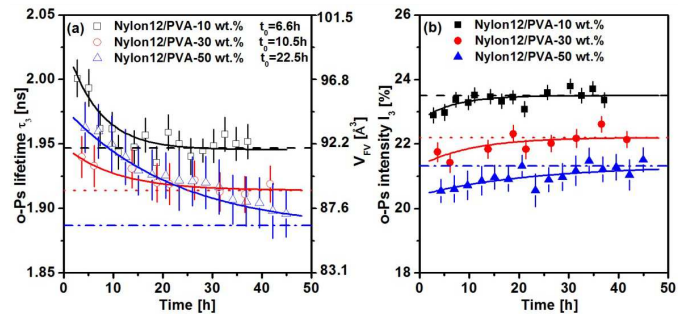 (a)
Nylon12/PVA-10 wt.% t₀=6.6h
Nylon12/PVA-30 wt.% t₀=10.5h
Nylon12/PVA-50 wt.% t₀=22.5h
o-Ps lifetime τ₃ [ns]
2.05
2.00
1.95
1.90
1.85
101.5
96.8
92.2
87.6
83.1
V_FV [Å³]
0 10 20 30 40 50
Time [h]
(b)
Nylon12/PVA-10 wt.%
Nylon12/PVA-30 wt.%
Nylon12/PVA-50 wt.%
o-Ps intensity I₃ [%]
26
24
22
20
18
0 10 20 30 40 50
Time [h]